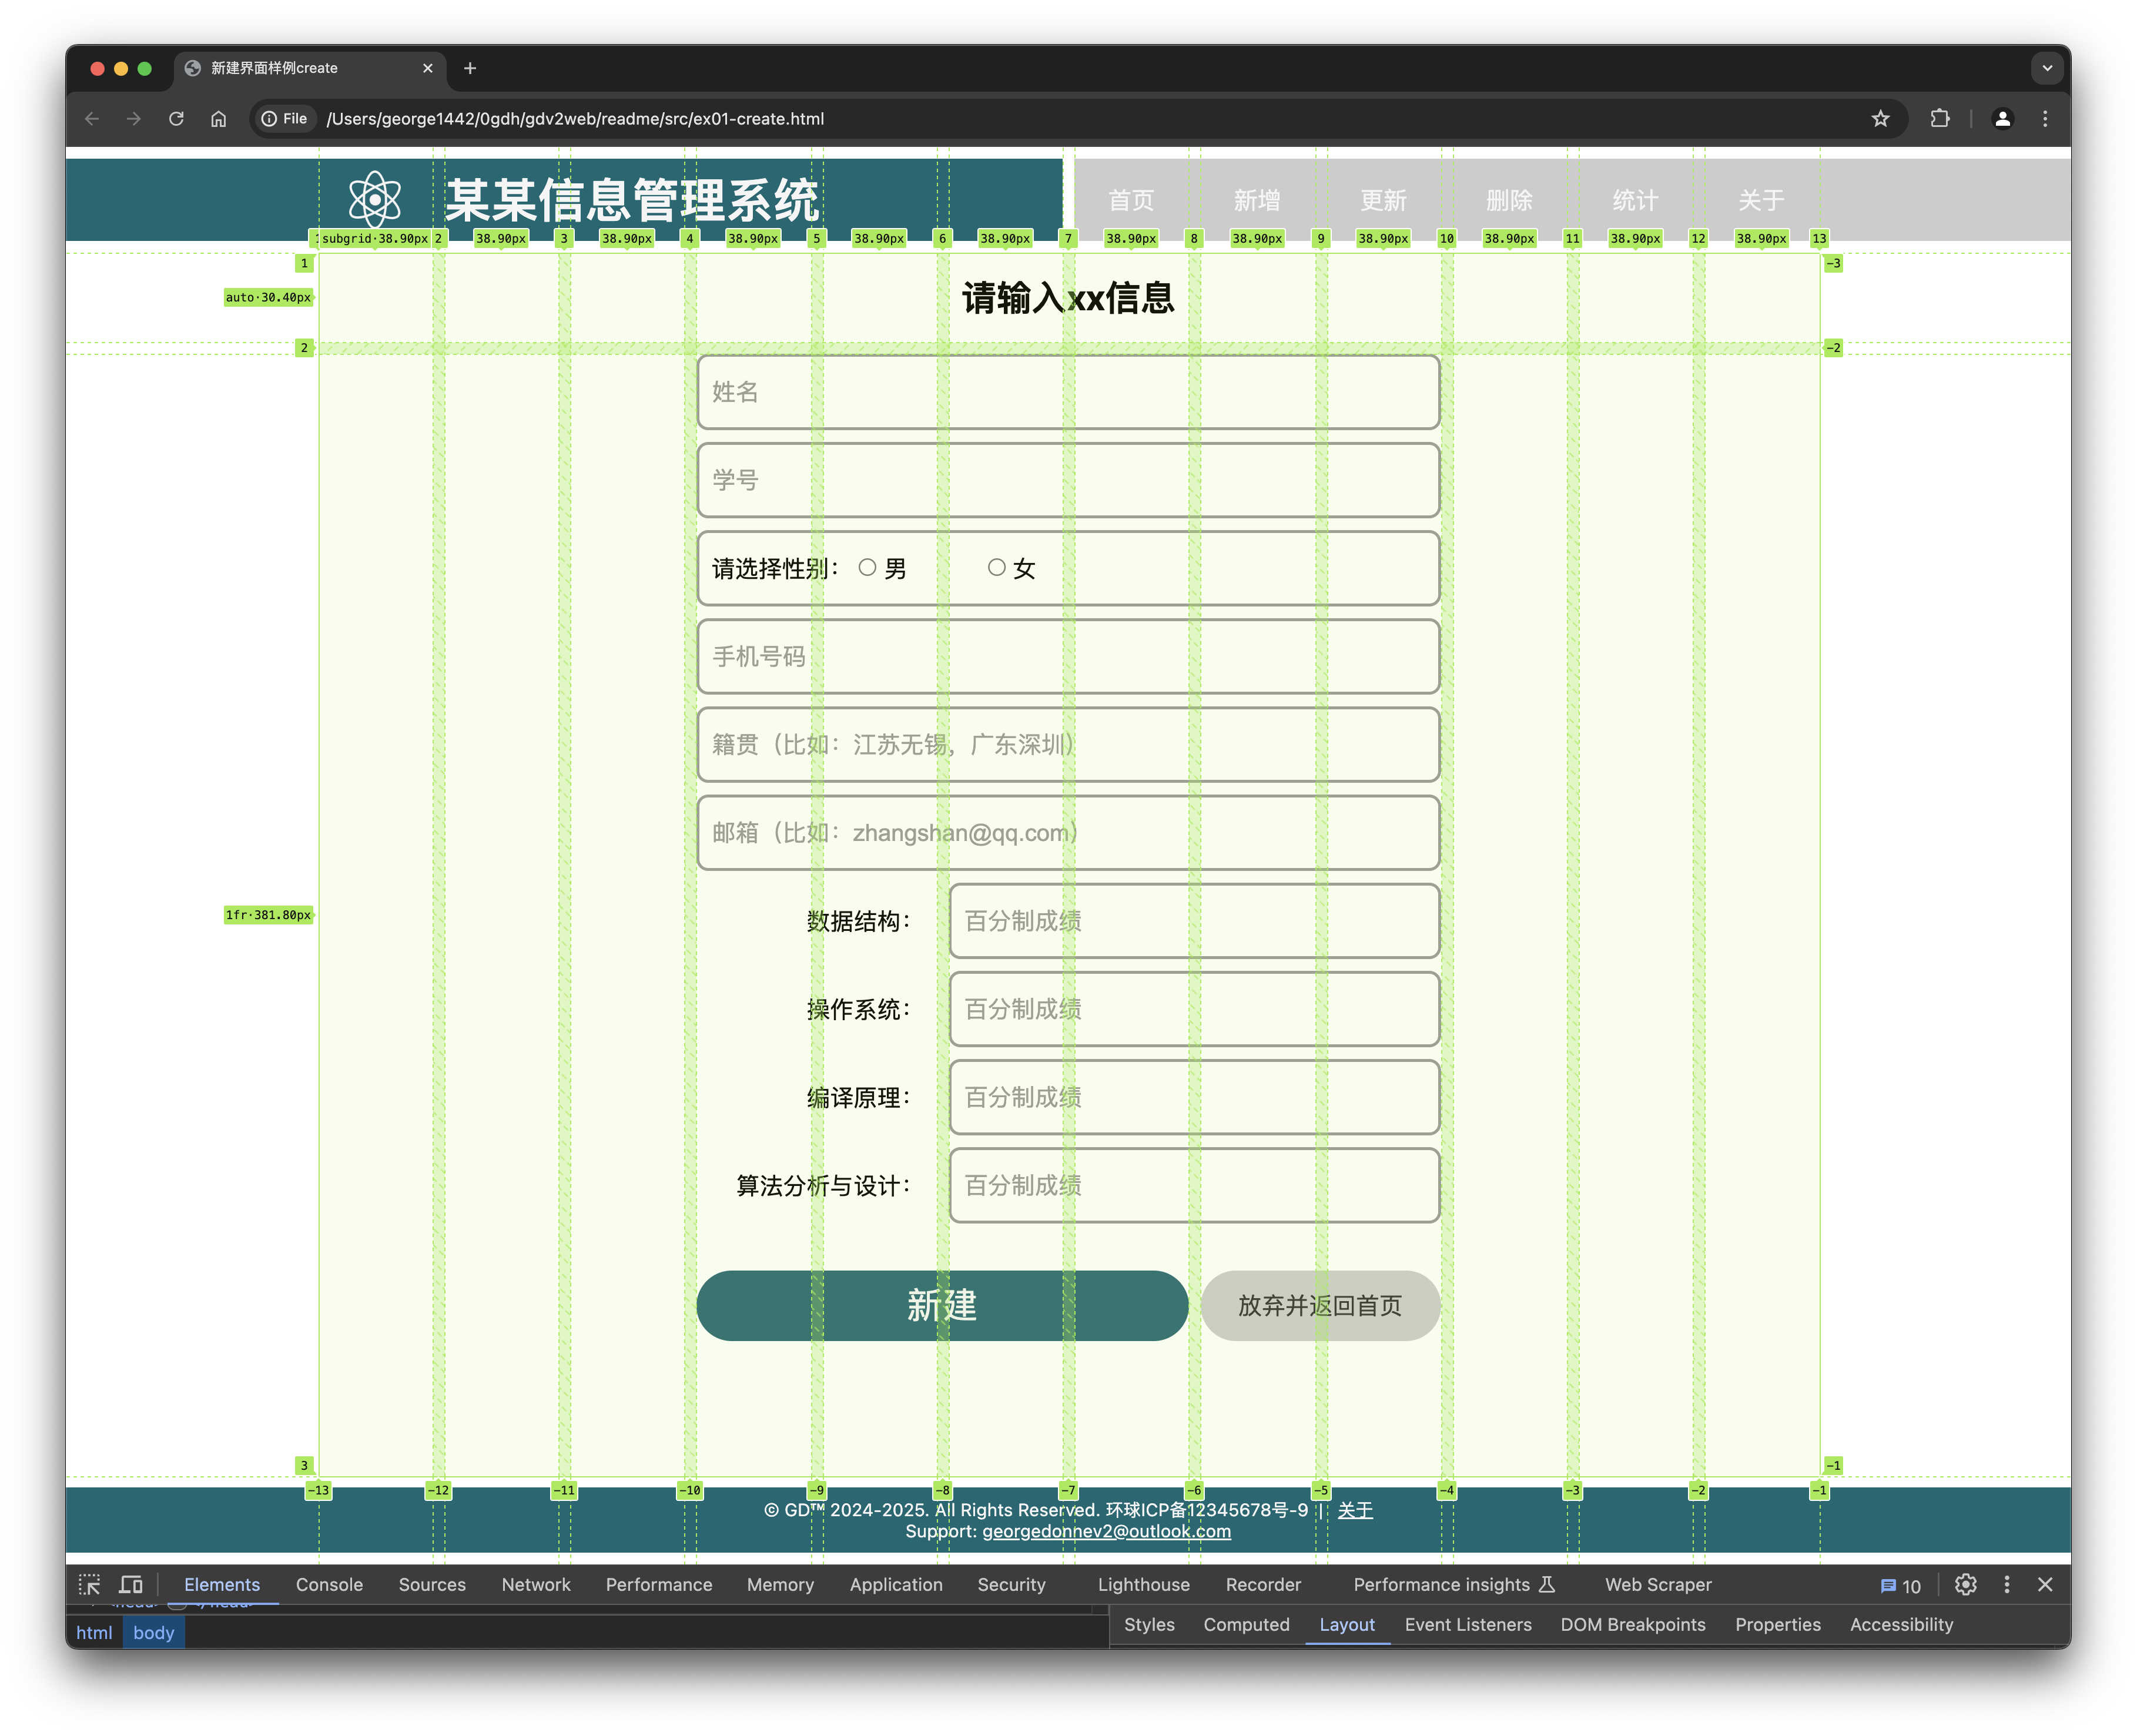 新建界面样例create
File /Users/george1442/0gdh/gdv2web/readme/src/ex01-create.html
某某信息管理系统 首页 新增 更新 删除 统计 关于
subgrid·38.90px 2 38.90px 3 38.90px 4 38.90px 5 38.90px 6 38.90px 7 38.90px 8 38.90px 9 38.90px 10 38.90px 11 38.90px 12 38.90px 13
1 -3
auto·30.40px 请输入xx信息
2 -2
姓名
学号
请选择性别： 男 女
手机号码
籍贯（比如：江苏无锡，广东深圳）
邮箱（比如：zhangshan@qq.com）
1fr·381.80px
数据结构： 百分制成绩
操作系统： 百分制成绩
编译原理： 百分制成绩
算法分析与设计： 百分制成绩
新建 放弃并返回首页
3 -1
-13 -12 -11 -10 -9 -8 -7 -6 -5 -4 -3 -2 -1
© GD™ 2024-2025. All Rights Reserved. 环球ICP备12345678号-9 | 关于
Support: georgedonnev2@outlook.com
Elements Console Sources Network Performance Memory Application Security Lighthouse Recorder Performance insights Web Scraper 10
html body
Styles Computed Layout Event Listeners DOM Breakpoints Properties Accessibility